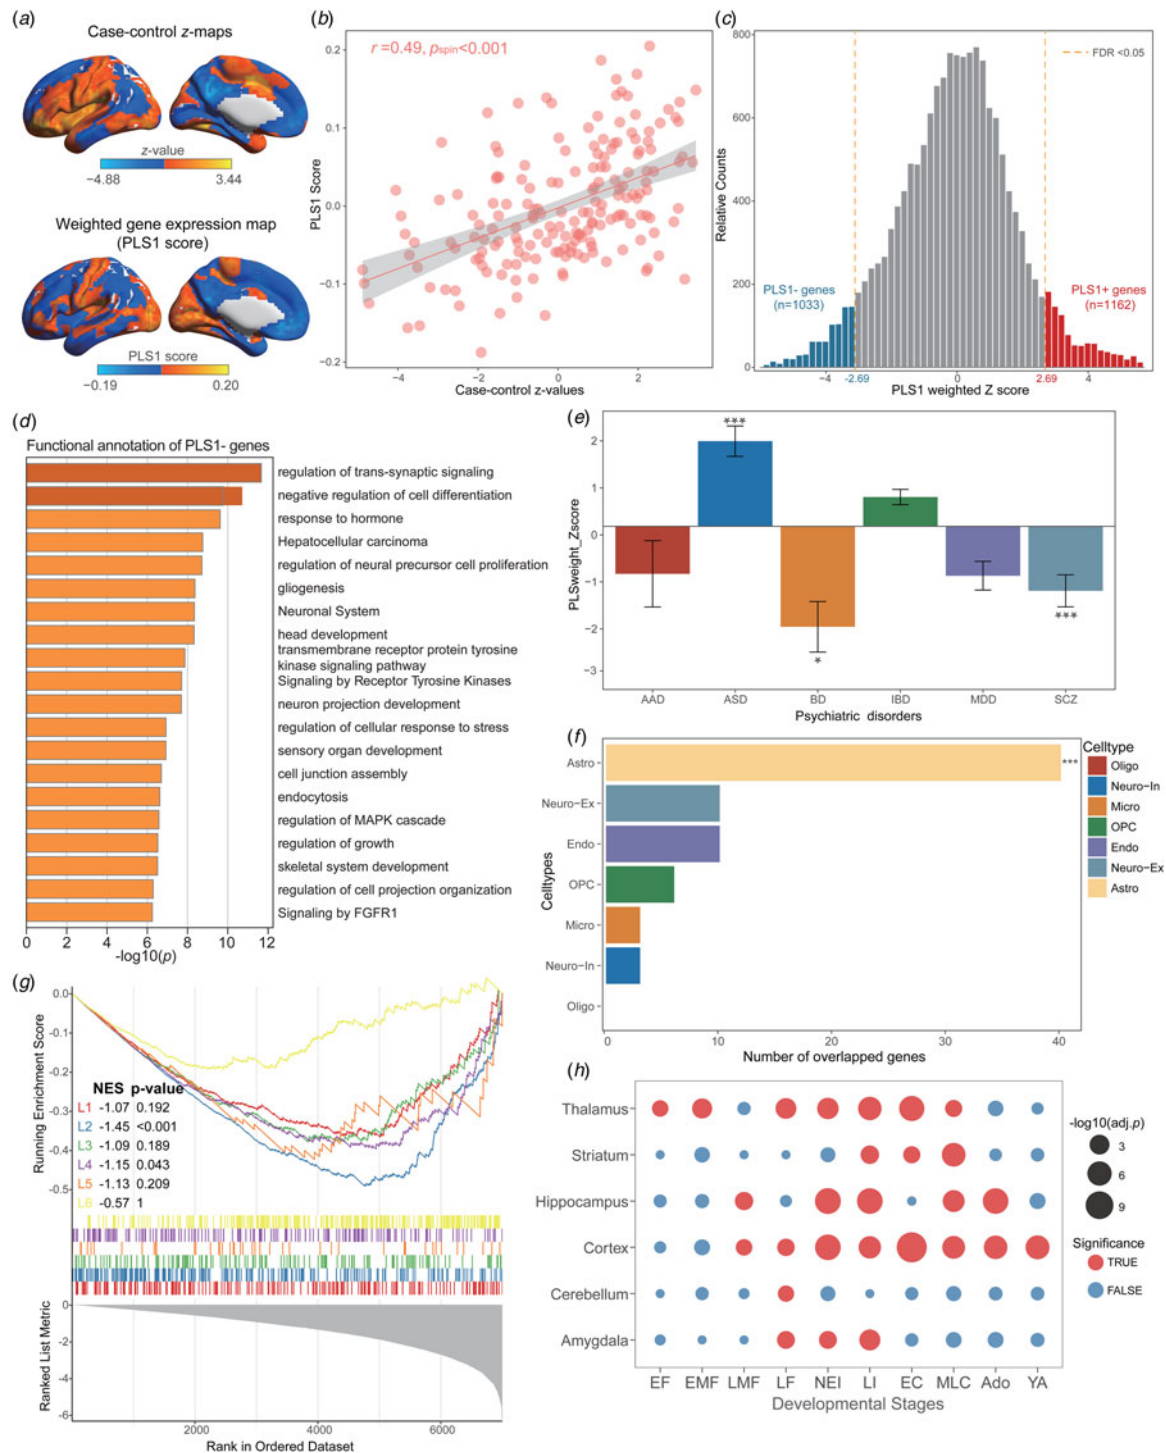 (a)
Case-control z-maps
z-value
−4.88 3.44
Weighted gene expression map
(PLS1 score)
PLS1 score
−0.19 0.20
(b)
r =0.49, pspin<0.001
PLS1 Score
0.2
0.1
0.0
−0.1
−0.2
−4 −2 0 2
Case-control z-values
(c)
FDR <0.05
Relative Counts
800
600
400
200
0
PLS1- genes
(n=1033)
PLS1+ genes
(n=1162)
−4 -2.69 0 2.69 4
PLS1 weighted Z score
(d)
Functional annotation of PLS1- genes
regulation of trans-synaptic signaling
negative regulation of cell differentiation
response to hormone
Hepatocellular carcinoma
regulation of neural precursor cell proliferation
gliogenesis
Neuronal System
head development
transmembrane receptor protein tyrosine
kinase signaling pathway
Signaling by Receptor Tyrosine Kinases
neuron projection development
regulation of cellular response to stress
sensory organ development
cell junction assembly
endocytosis
regulation of MAPK cascade
regulation of growth
skeletal system development
regulation of cell projection organization
Signaling by FGFR1
0 2 4 6 8 10 12
-log10(p)
(e)
PLSweight_Zscore
2
1
0
−1
−2
−3
***
*
***
AAD ASD BD IBD MDD SCZ
Psychiatric disorders
(f)
Celltypes
Astro
Neuro−Ex
Endo
OPC
Micro
Neuro−In
Oligo
***
0 10 20 30 40
Number of overlapped genes
Celltype
Oligo
Neuro-In
Micro
OPC
Endo
Neuro-Ex
Astro
(g)
Running Enrichment Score
0.0
-0.1
-0.2
-0.3
-0.4
-0.5
NES p-value
L1 -1.07 0.192
L2 -1.45 <0.001
L3 -1.09 0.189
L4 -1.15 0.043
L5 -1.13 0.209
L6 -0.57 1
Ranked List Metric
0
-2
-4
-6
2000 4000 6000
Rank in Ordered Dataset
(h)
Thalamus
Striatum
Hippocampus
Cortex
Cerebellum
Amygdala
EF EMF LMF LF NEI LI EC MLC Ado YA
Developmental Stages
-log10(adj.p)
3
6
9
Significance
TRUE
FALSE